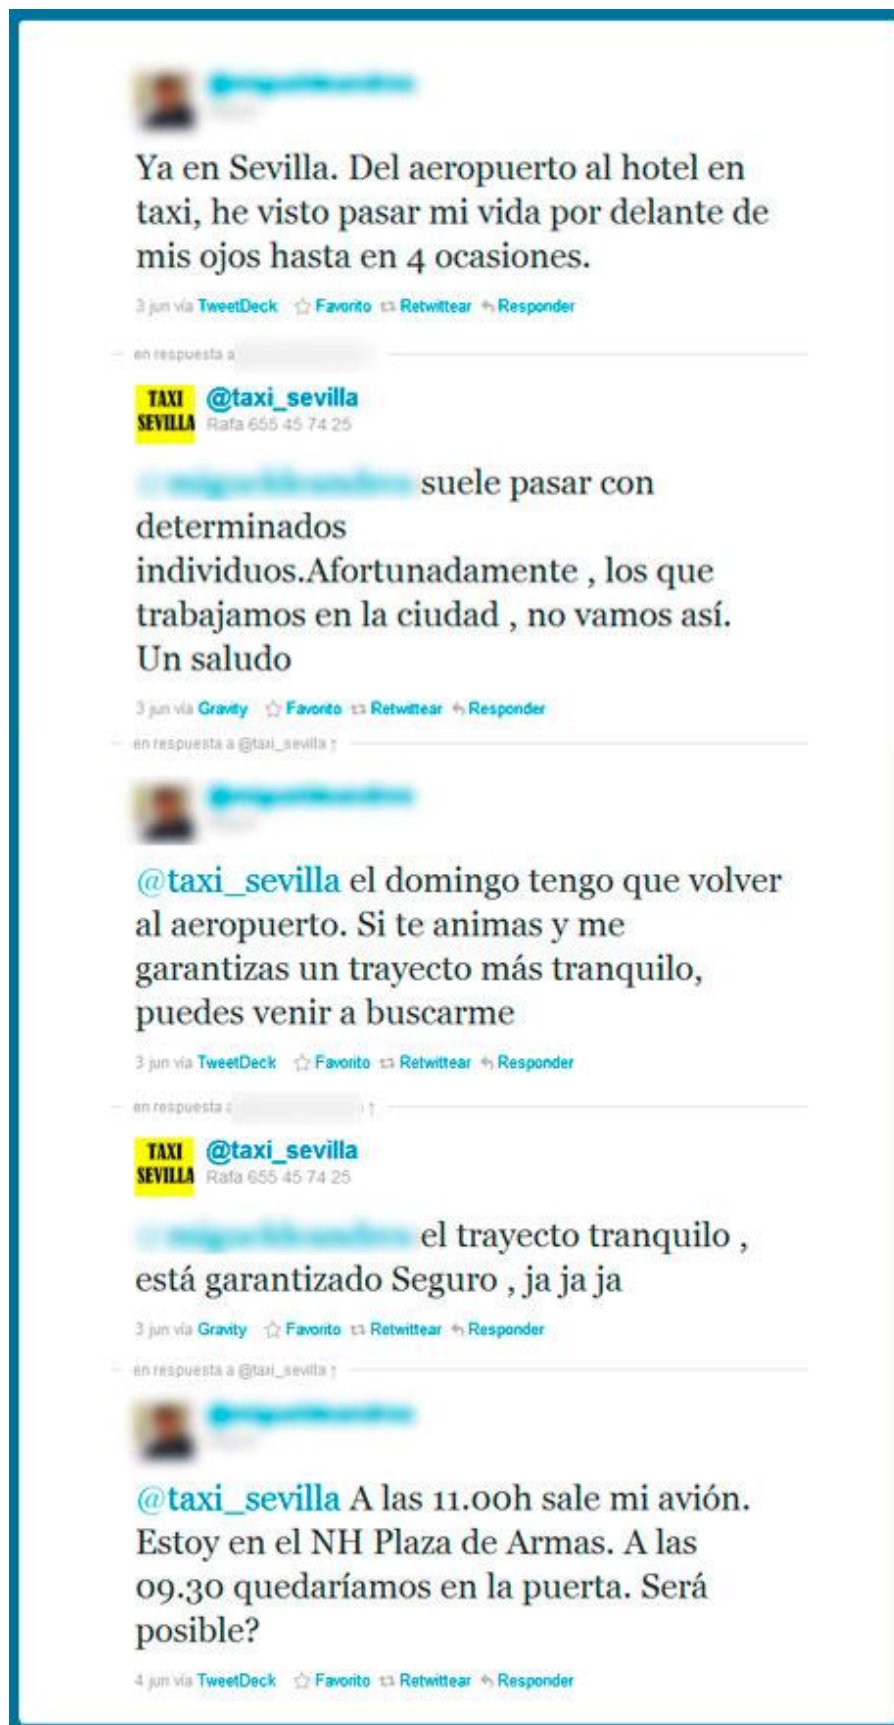 Ya en Sevilla. Del aeropuerto al hotel en
taxi, he visto pasar mi vida por delante de
mis ojos hasta en 4 ocasiones.
3 jun vía TweetDeck Favorito Retwittear Responder
en respuesta a
TAXI
SEVILLA
@taxi_sevilla
Rafa 655 45 74 25
suele pasar con
determinados
individuos.Afortunadamente , los que
trabajamos en la ciudad , no vamos así.
Un saludo
3 jun vía Gravity Favorito Retwittear Responder
en respuesta a @taxi_sevilla ↑
@taxi_sevilla el domingo tengo que volver
al aeropuerto. Si te animas y me
garantizas un trayecto más tranquilo,
puedes venir a buscarme
3 jun vía TweetDeck Favorito Retwittear Responder
en respuesta a ↑
TAXI
SEVILLA
@taxi_sevilla
Rafa 655 45 74 25
el trayecto tranquilo ,
está garantizado Seguro , ja ja ja
3 jun vía Gravity Favorito Retwittear Responder
en respuesta a @taxi_sevilla ↑
@taxi_sevilla A las 11.00h sale mi avión.
Estoy en el NH Plaza de Armas. A las
09.30 quedaríamos en la puerta. Será
posible?
4 jun vía TweetDeck Favorito Retwittear Responder